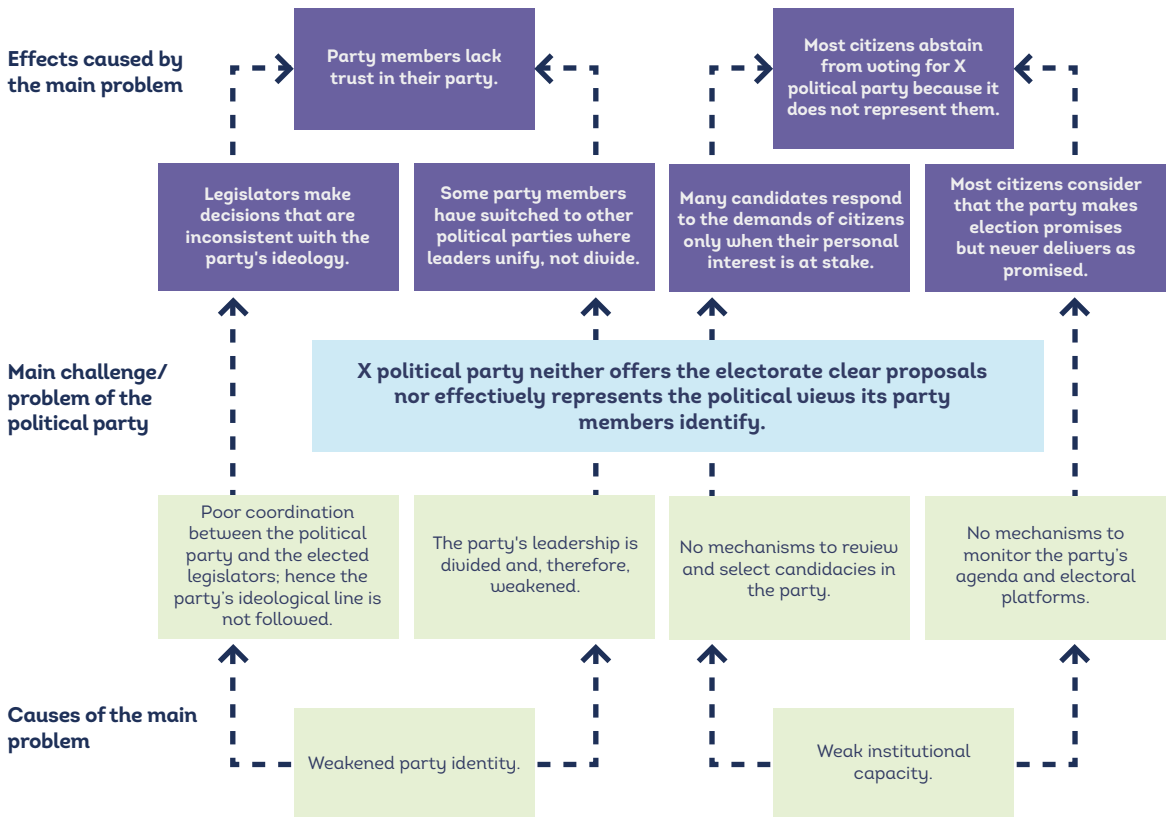 Effects caused by
the main problem
Party members lack
trust in their party.
Most citizens abstain
from voting for X
political party because it
does not represent them.
Legislators make
decisions that are
inconsistent with the
party's ideology.
Some party members
have switched to other
political parties where
leaders unify, not divide.
Many candidates respond
to the demands of citizens
only when their personal
interest is at stake.
Most citizens consider
that the party makes
election promises
but never delivers as
promised.
Main challenge/
problem of the
political party
X political party neither offers the electorate clear proposals
nor effectively represents the political views its party
members identify.
Poor coordination
between the political
party and the elected
legislators; hence the
party's ideological line is
not followed.
The party's leadership is
divided and, therefore,
weakened.
No mechanisms to review
and select candidacies in
the party.
No mechanisms to
monitor the party's
agenda and electoral
platforms.
Causes of the main
problem
Weakened party identity.
Weak institutional
capacity.